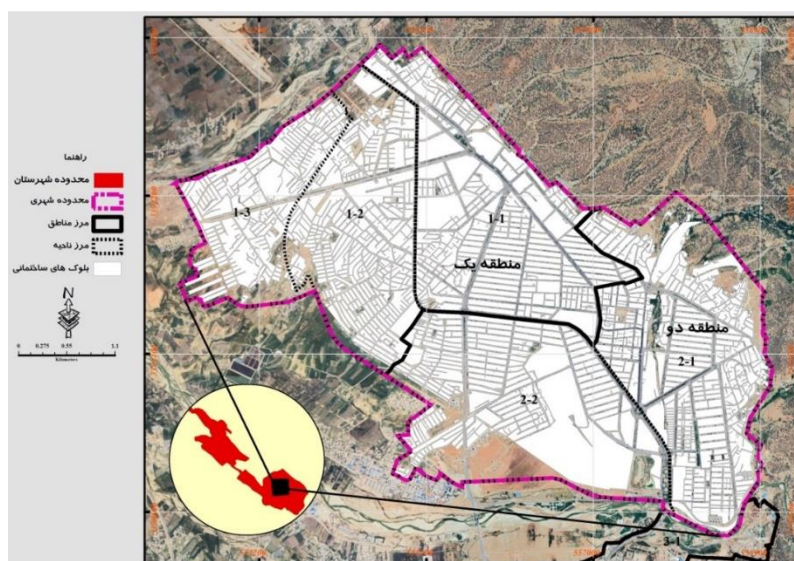 راهنما
محدوده شهرستان
محدوده شهری
مرز مناطق
مرز ناحیه
بلوک های ساختمانی
N
0 0.275 0.55 1.1
Kilometers
1-3
1-2
1-1
منطقه یک
منطقه دو
2-1
2-2
3-1